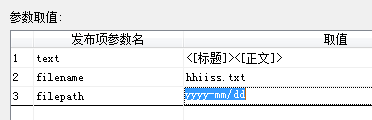 参数取值:
发布项参数名 取值
1 text <[标题]><[正文]>
2 filename hhiiss.txt
3 filepath yyyy-mm/dd